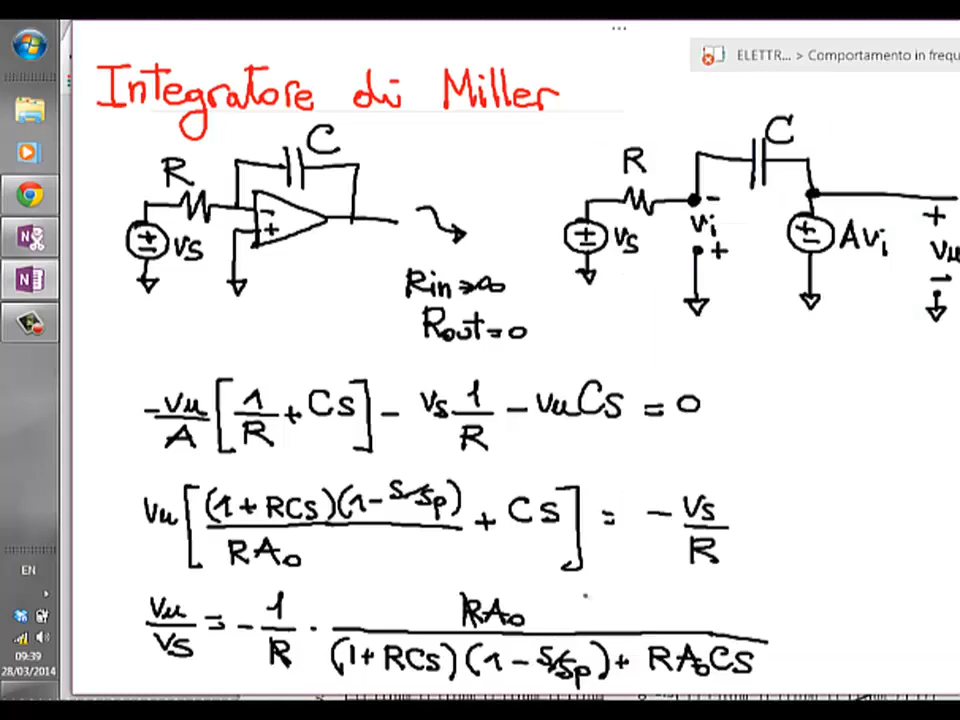 ELETTR... > Comportamento in frequ
Integratore di Miller
R C
- +
vs
Rin → ∞
Rout = 0
R C
vs
- vi +
Avi
+ vu -
-vu/A [1/R + Cs] - vs 1/R - vu Cs = 0
vu [(1 + RCs)(1 - s/sp)/RA₀ + Cs] = - vs/R
vu/vs = - 1/R · RA₀/((1 + RCs)(1 - s/sp) + RA₀Cs)
EN
09:39
28/03/2014